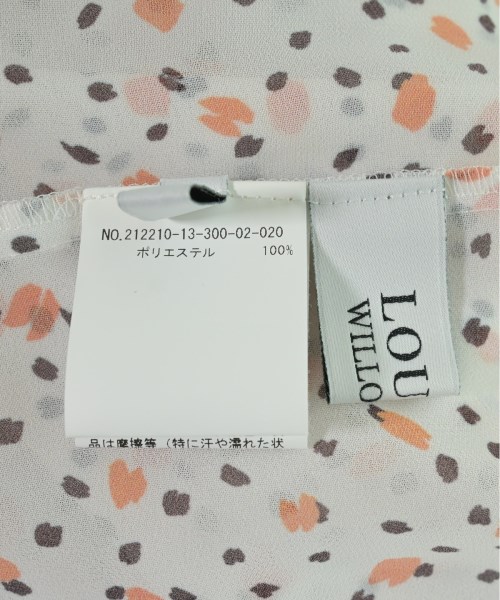 NO.212210-13-300-02-020
ポリエステル 100%
品は摩擦等（特に汗や濡れた状
LOU
WILLO